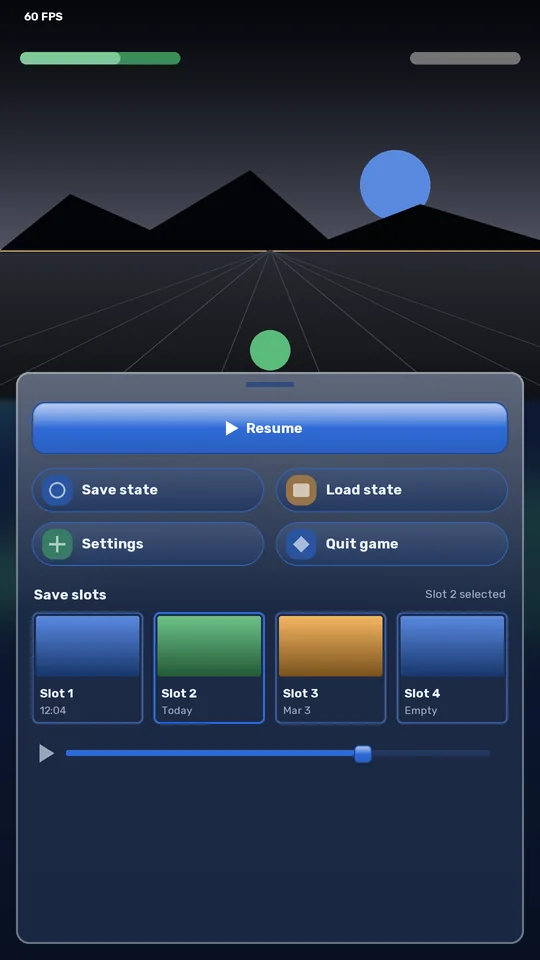 60 FPS
Resume
Save state
Load state
Settings
Quit game
Save slots
Slot 2 selected
Slot 1
12:04
Slot 2
Today
Slot 3
Mar 3
Slot 4
Empty